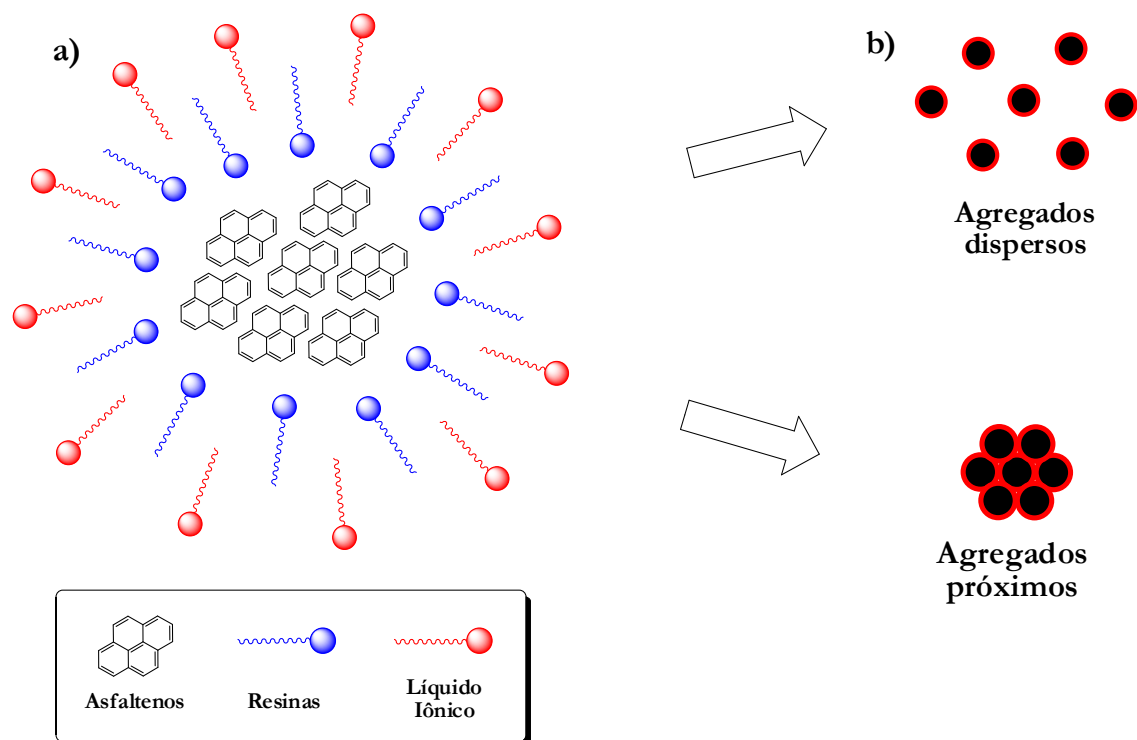 a)
b)
Agregados
dispersos
Agregados
próximos
Asfaltenos
Resinas
Líquido
Iônico